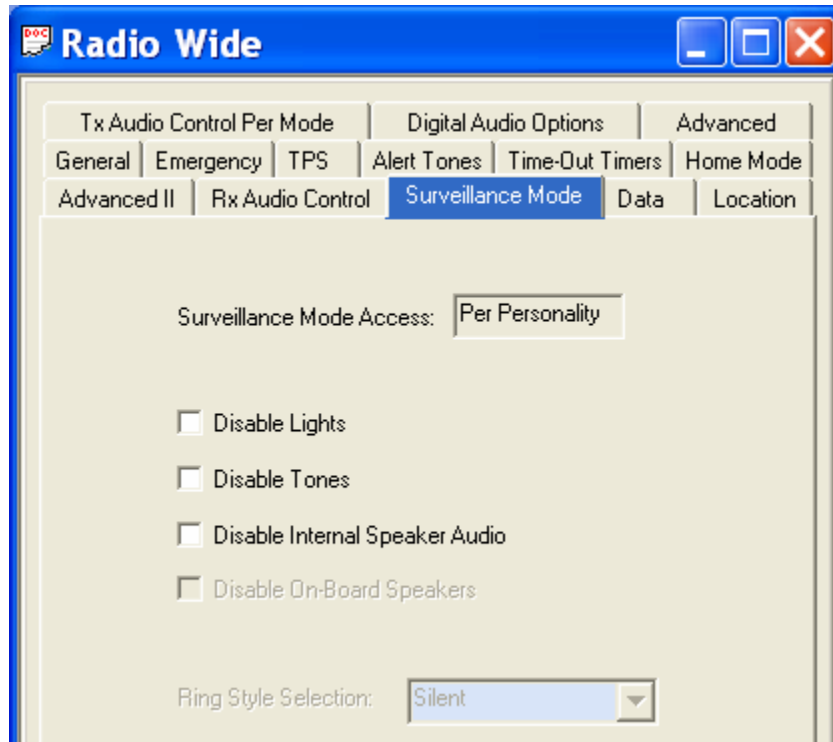 DOC
Radio Wide
Tx Audio Control Per Mode Digital Audio Options Advanced
General Emergency TPS Alert Tones Time-Out Timers Home Mode
Advanced II Rx Audio Control Surveillance Mode Data Location
Surveillance Mode Access: Per Personality
Disable Lights
Disable Tones
Disable Internal Speaker Audio
Disable On-Board Speakers
Ring Style Selection: Silent